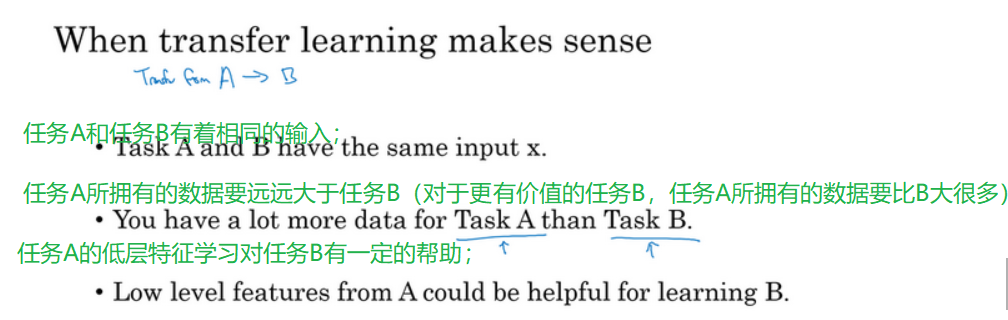 When transfer learning makes sense
Transfer from A → B
任务A和任务B有着相同的输入；
• Task A and B have the same input x.
任务A所拥有的数据要远远大于任务B（对于更有价值的任务B，任务A所拥有的数据要比B大很多）
• You have a lot more data for Task A than Task B.
任务A的低层特征学习对任务B有一定的帮助；
• Low level features from A could be helpful for learning B.